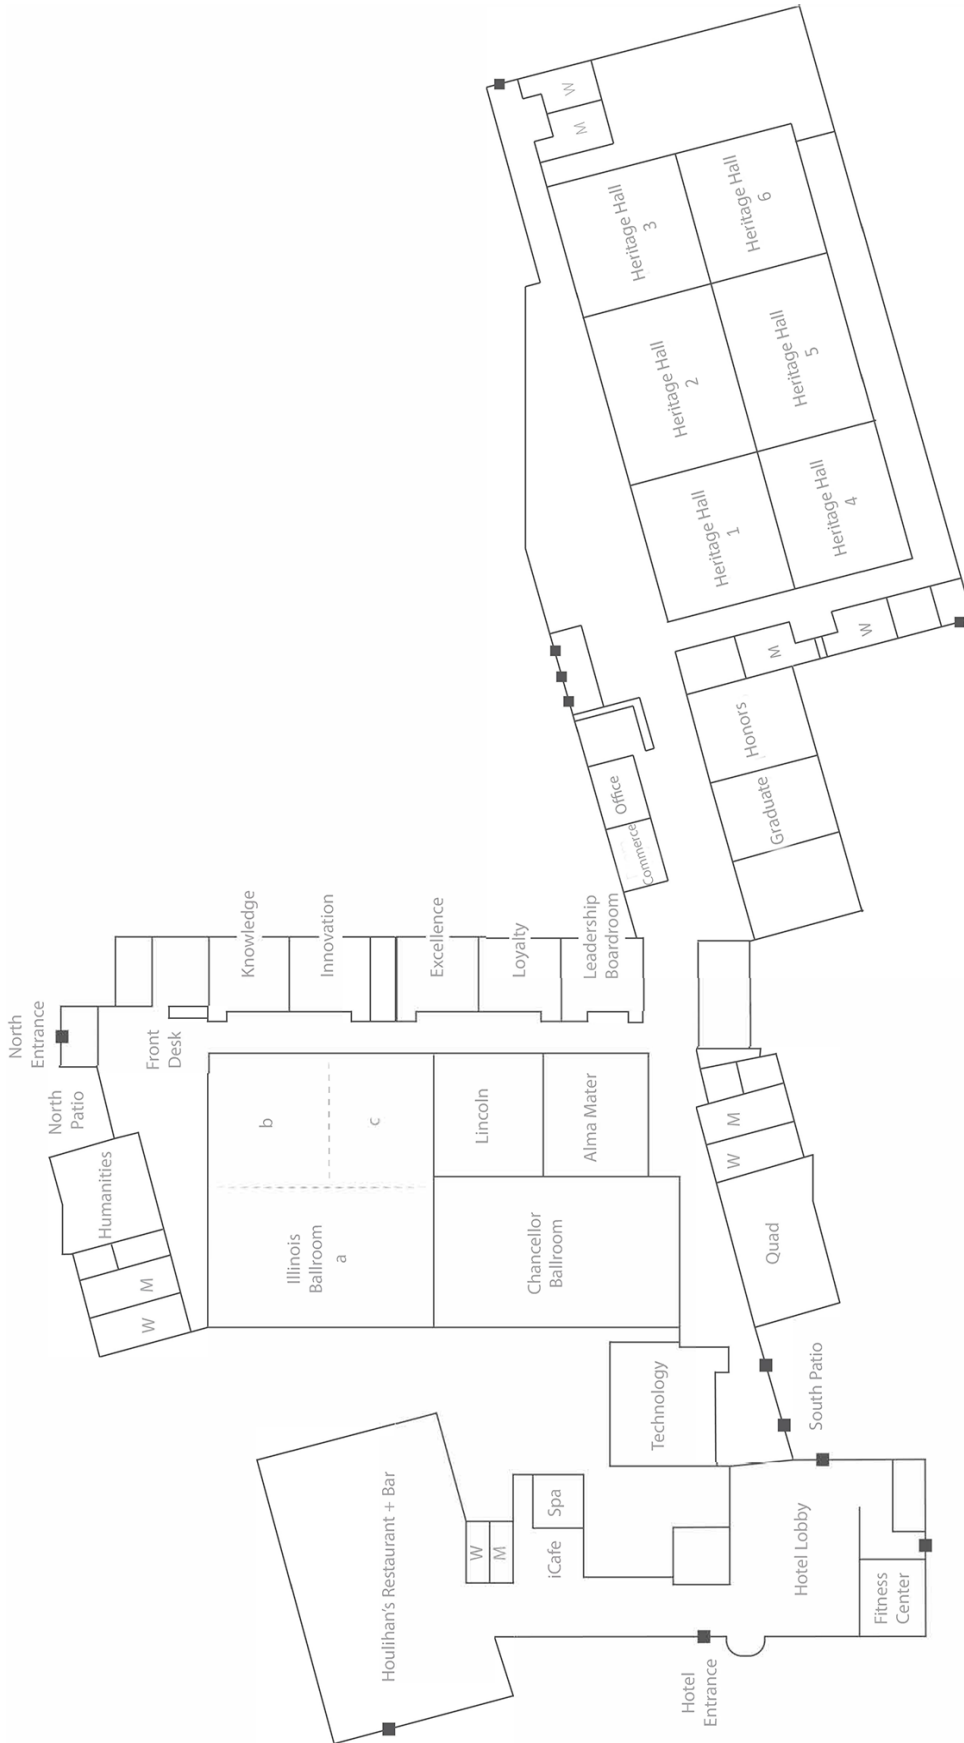 W
M
Heritage Hall
3
Heritage Hall
6
Heritage Hall
2
Heritage Hall
5
Heritage Hall
1
Heritage Hall
4
W
M
Honors
Graduate
Office
Commerce
Knowledge
Innovation
Excellence
Loyalty
Leadership
Boardroom
North
Entrance
Front
Desk
North
Patio
Humanities
M
W
b
c
Illinois
Ballroom
a
Lincoln
Alma Mater
Chancellor
Ballroom
M
W
Quad
South Patio
Technology
Houlihan's Restaurant + Bar
W
M
Spa
iCafe
Hotel Lobby
Fitness
Center
Hotel
Entrance